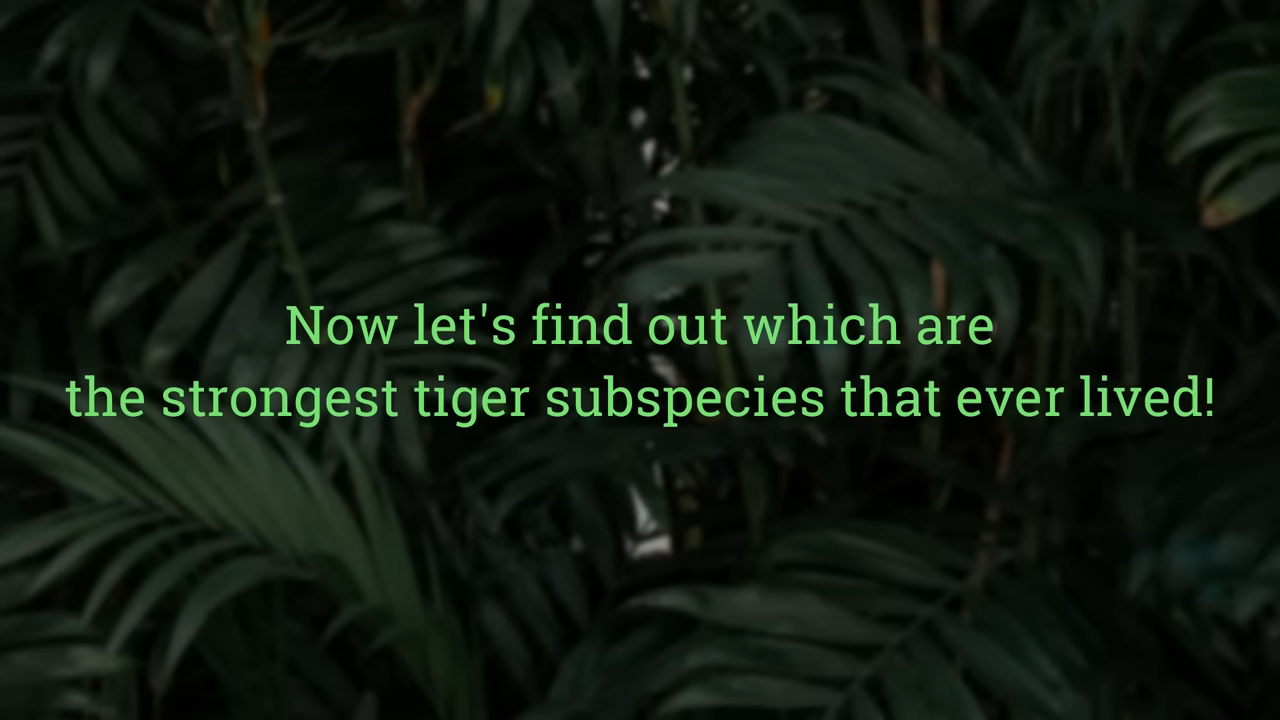 Now let's find out which are
the strongest tiger subspecies that ever lived!